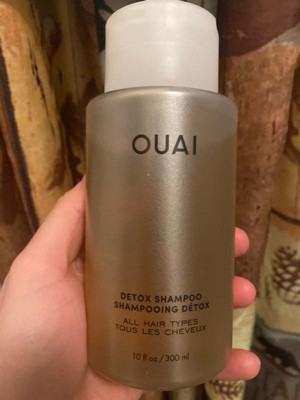 OUAI
DETOX SHAMPOO
SHAMPOOING DÉTOX
ALL HAIR TYPES
TOUS LES CHEVEUX
10 fl oz / 300 ml